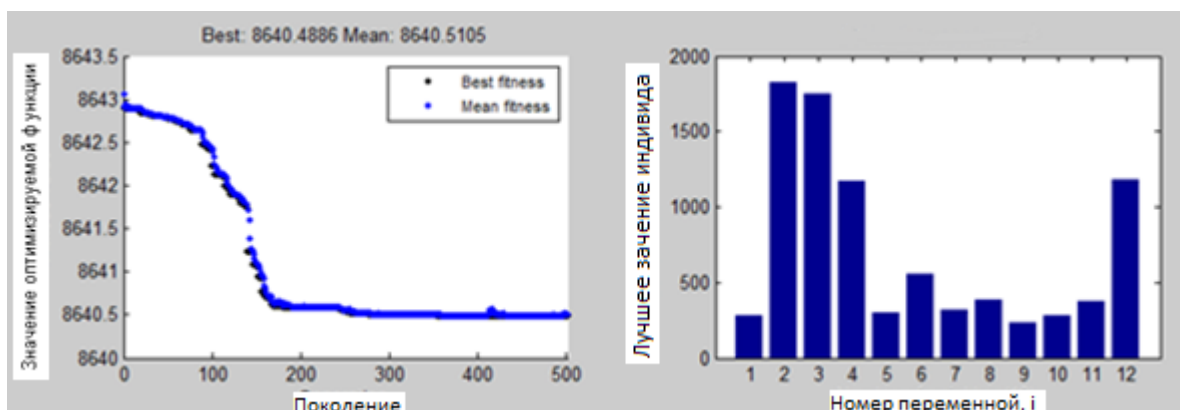 Best: 8640.4886 Mean: 8640.5105
Значение оптимизируемой функции
8643.5
8643
8642.5
8642
8641.5
8641
8640.5
8640
Best fitness
Mean fitness
0 100 200 300 400 500
Поколение
Лучшее зачение индивида
2000
1500
1000
500
0
1 2 3 4 5 6 7 8 9 10 11 12
Номер переменной, i